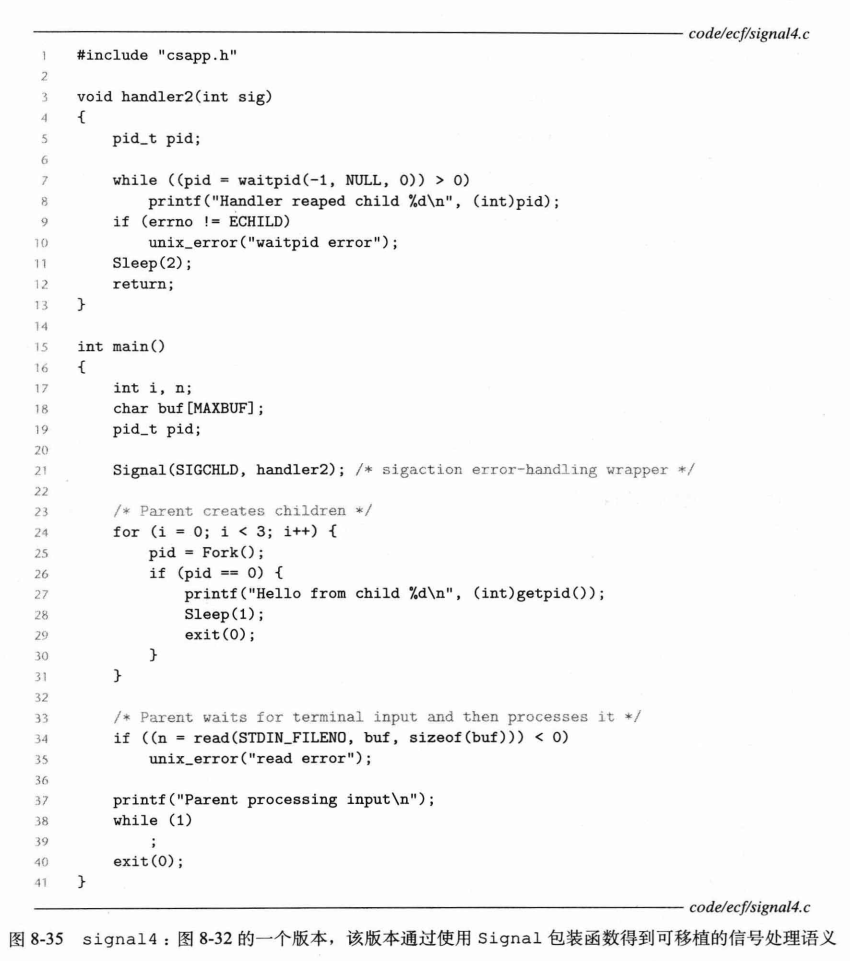 code/ecf/signal4.c
1 #include "csapp.h"
2
3 void handler2(int sig)
4 {
5     pid_t pid;
6
7     while ((pid = waitpid(-1, NULL, 0)) > 0)
8         printf("Handler reaped child %d\n", (int)pid);
9     if (errno != ECHILD)
10         unix_error("waitpid error");
11     Sleep(2);
12     return;
13 }
14
15 int main()
16 {
17     int i, n;
18     char buf[MAXBUF];
19     pid_t pid;
20
21     Signal(SIGCHLD, handler2); /* sigaction error-handling wrapper */
22
23     /* Parent creates children */
24     for (i = 0; i < 3; i++) {
25         pid = Fork();
26         if (pid == 0) {
27             printf("Hello from child %d\n", (int)getpid());
28             Sleep(1);
29             exit(0);
30         }
31     }
32
33     /* Parent waits for terminal input and then processes it */
34     if ((n = read(STDIN_FILENO, buf, sizeof(buf))) < 0)
35         unix_error("read error");
36
37     printf("Parent processing input\n");
38     while (1)
39         ;
40     exit(0);
41 }
code/ecf/signal4.c
图 8-35 signal4：图 8-32 的一个版本，该版本通过使用 Signal 包装函数得到可移植的信号处理语义